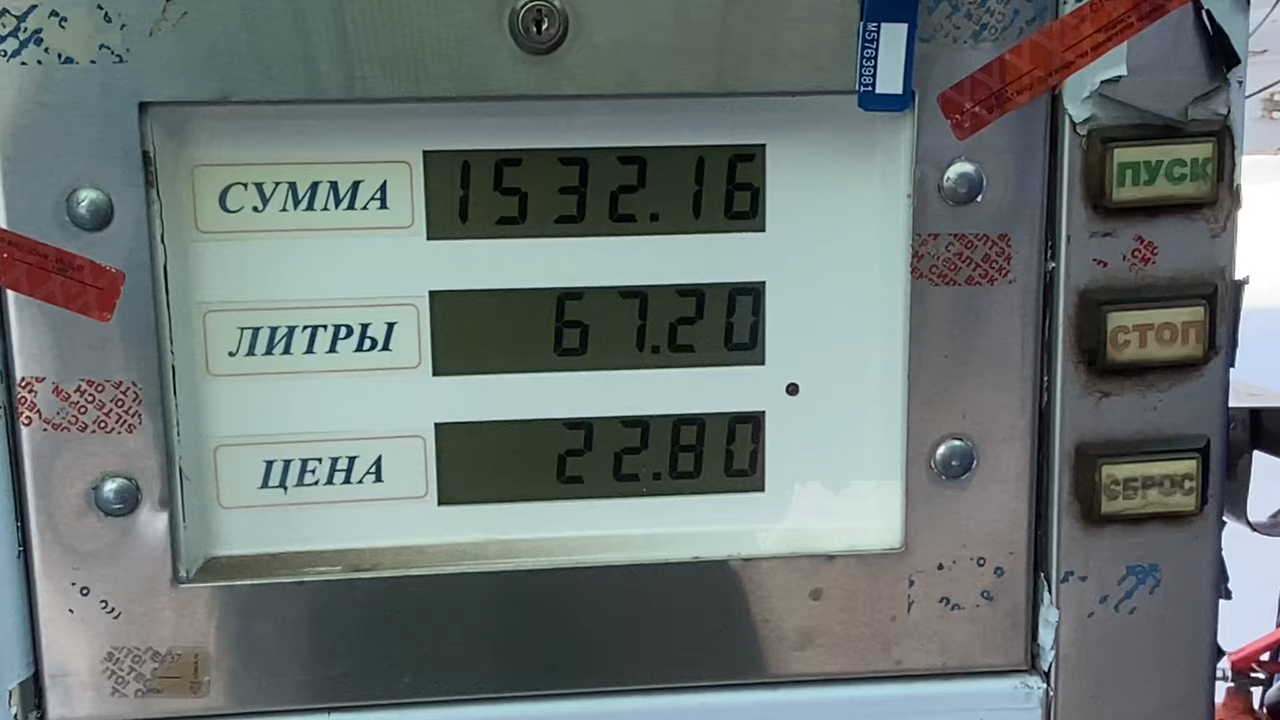 M5763981
СУММА 1532.16
ПУСК
ЛИТРЫ 67.20
СТОП
ЦЕНА 22.80
СБРОС